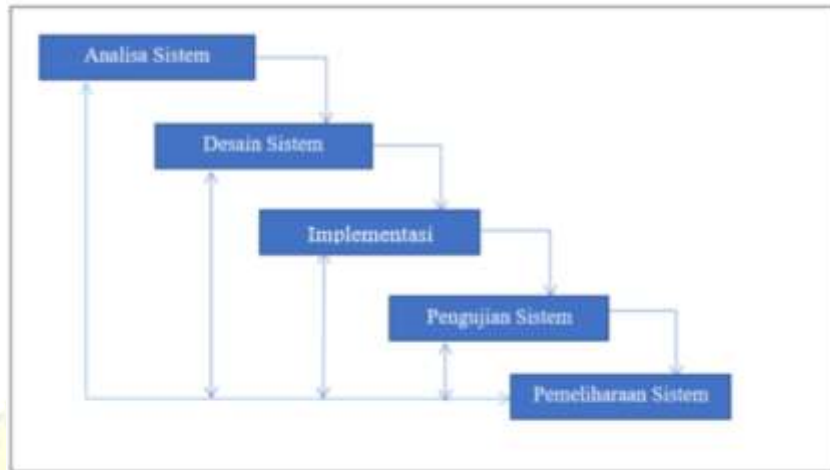 Analisa Sistem
Desain Sistem
Implementasi
Pengujian Sistem
Pemeliharaan Sistem